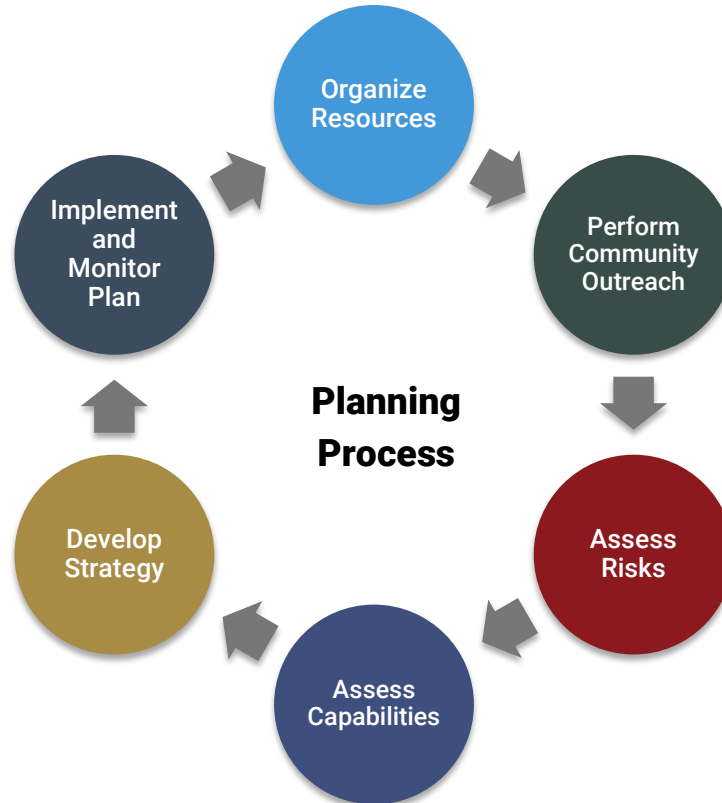 Organize
Resources
Perform
Community
Outreach
Assess
Risks
Assess
Capabilities
Develop
Strategy
Implement
and
Monitor
Plan
Planning
Process